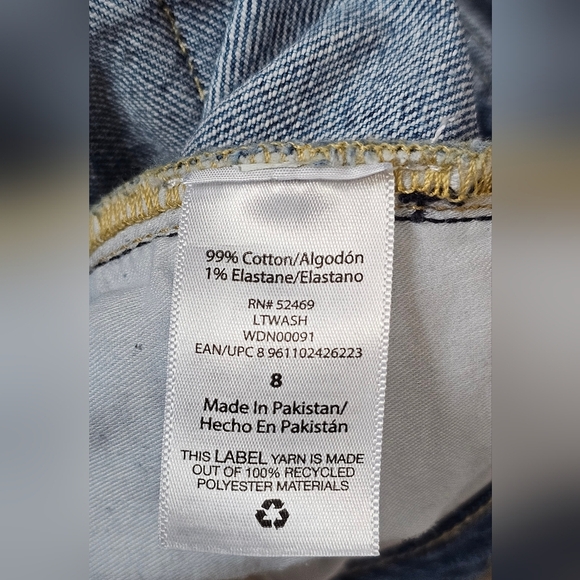 99% Cotton/Algodón
1% Elastane/Elastano
RN# 52469
LTWASH
WDN00091
EAN/UPC 8 961102426223
8
Made In Pakistan/
Hecho En Pakistán
THIS LABEL YARN IS MADE
OUT OF 100% RECYCLED
POLYESTER MATERIALS